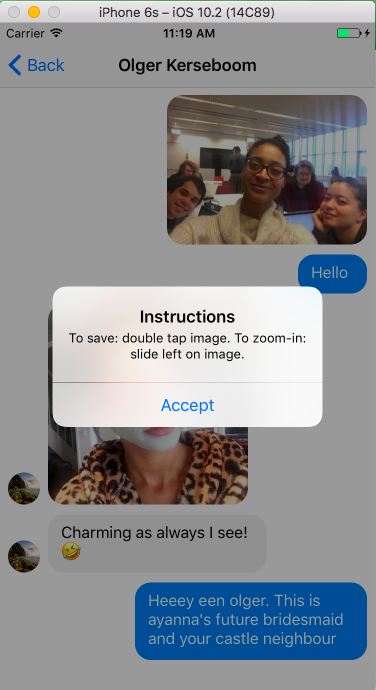 iPhone 6s – iOS 10.2 (14C89)
Carrier 11:19 AM
Back Olger Kerseboom
Hello
Instructions
To save: double tap image. To zoom-in:
slide left on image.
Accept
Charming as always I see!
🤣
Heeey een olger. This is
ayanna's future bridesmaid
and your castle neighbour